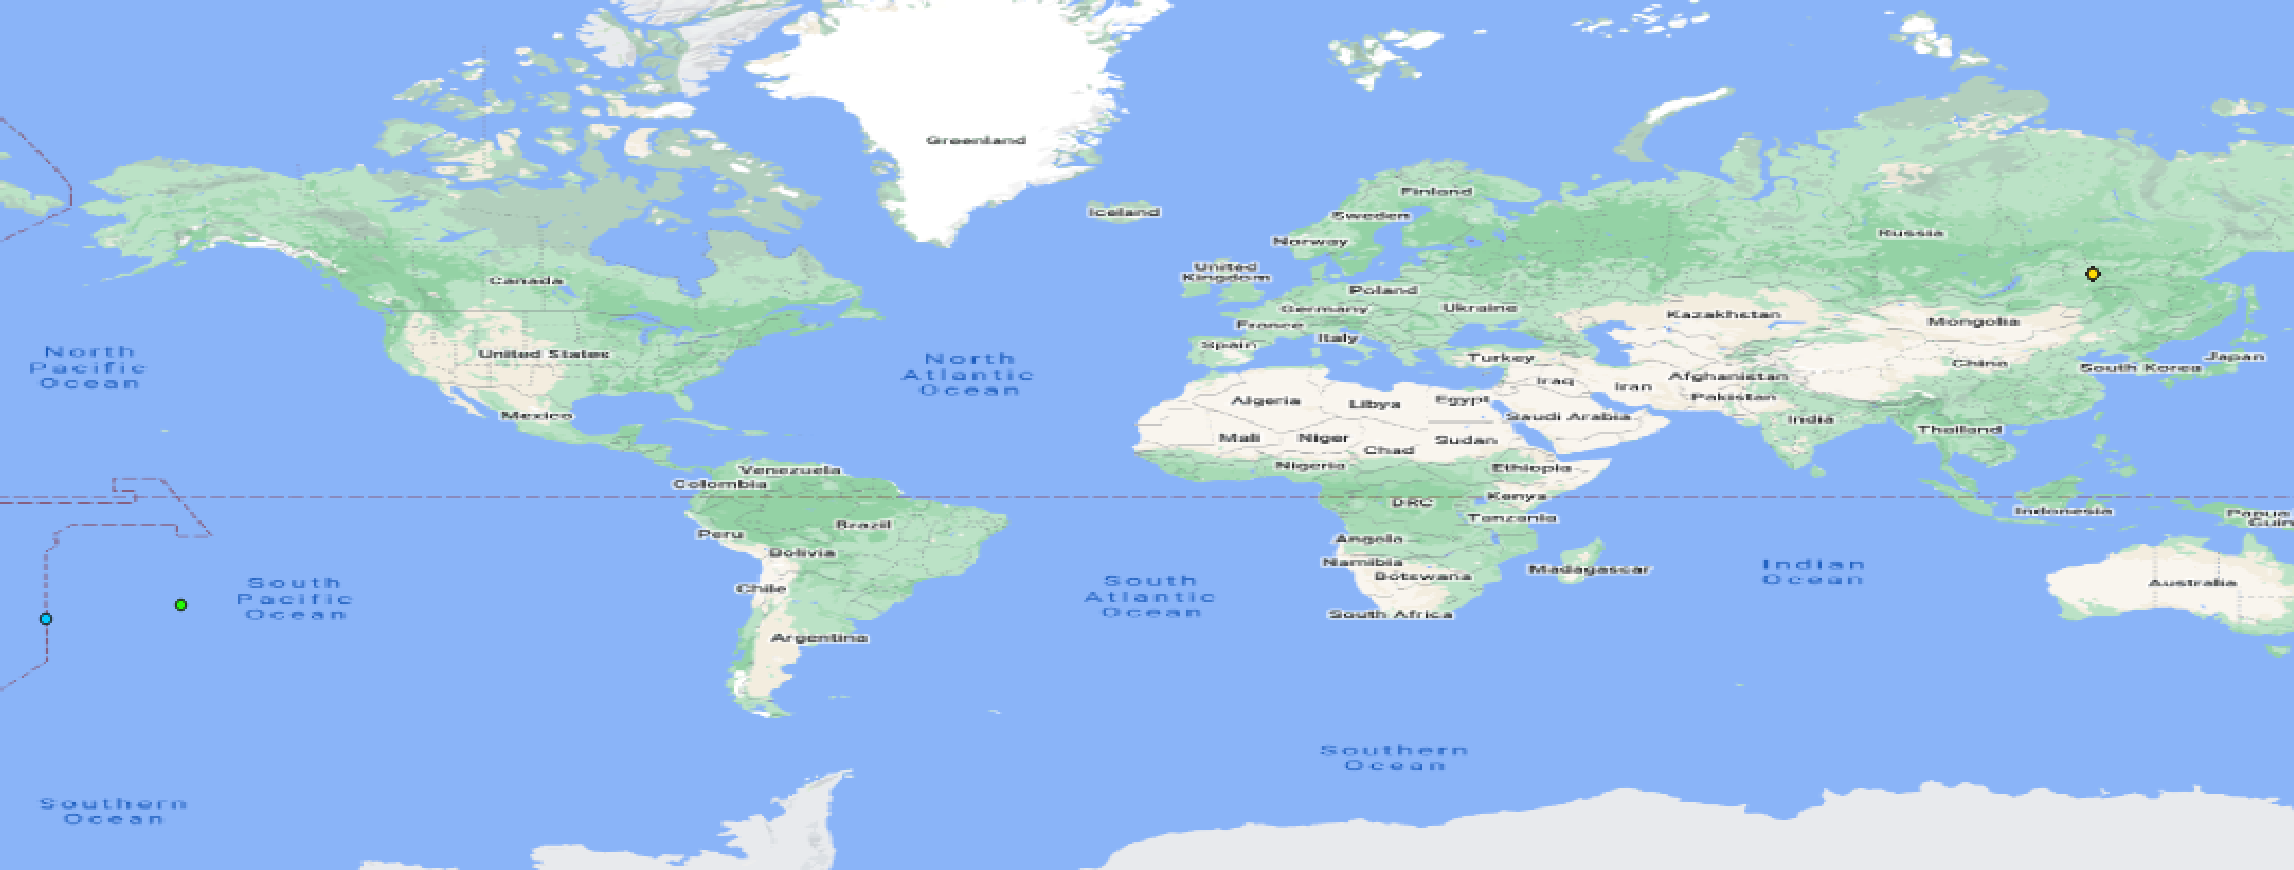 Greenland
Finland
Iceland
Sweden
Russia
Norway
United
Kingdom
Canada
Poland
Germany
Ukraine
Kazakhstan
France
Mongolia
Italy
Spain
North
Pacific
Ocean
United States
North
Atlantic
Ocean
Turkey
Japan
China
South Korea
Iraq
Iran
Afghanistan
Pakistan
Algeria
Libya
Egypt
Saudi Arabia
India
Mexico
Thailand
Mali
Niger
Chad
Sudan
Venezuela
Nigeria
Ethiopia
Colombia
DRC
Kenya
Indonesia
Papua
Guin
Brazil
Tanzania
Peru
Angola
Bolivia
Namibia
Madagascar
Botswana
Indian
Ocean
Australia
South
Pacific
Ocean
Chile
South
Atlantic
Ocean
South Africa
Argentina
Southern
Ocean
Southern
Ocean